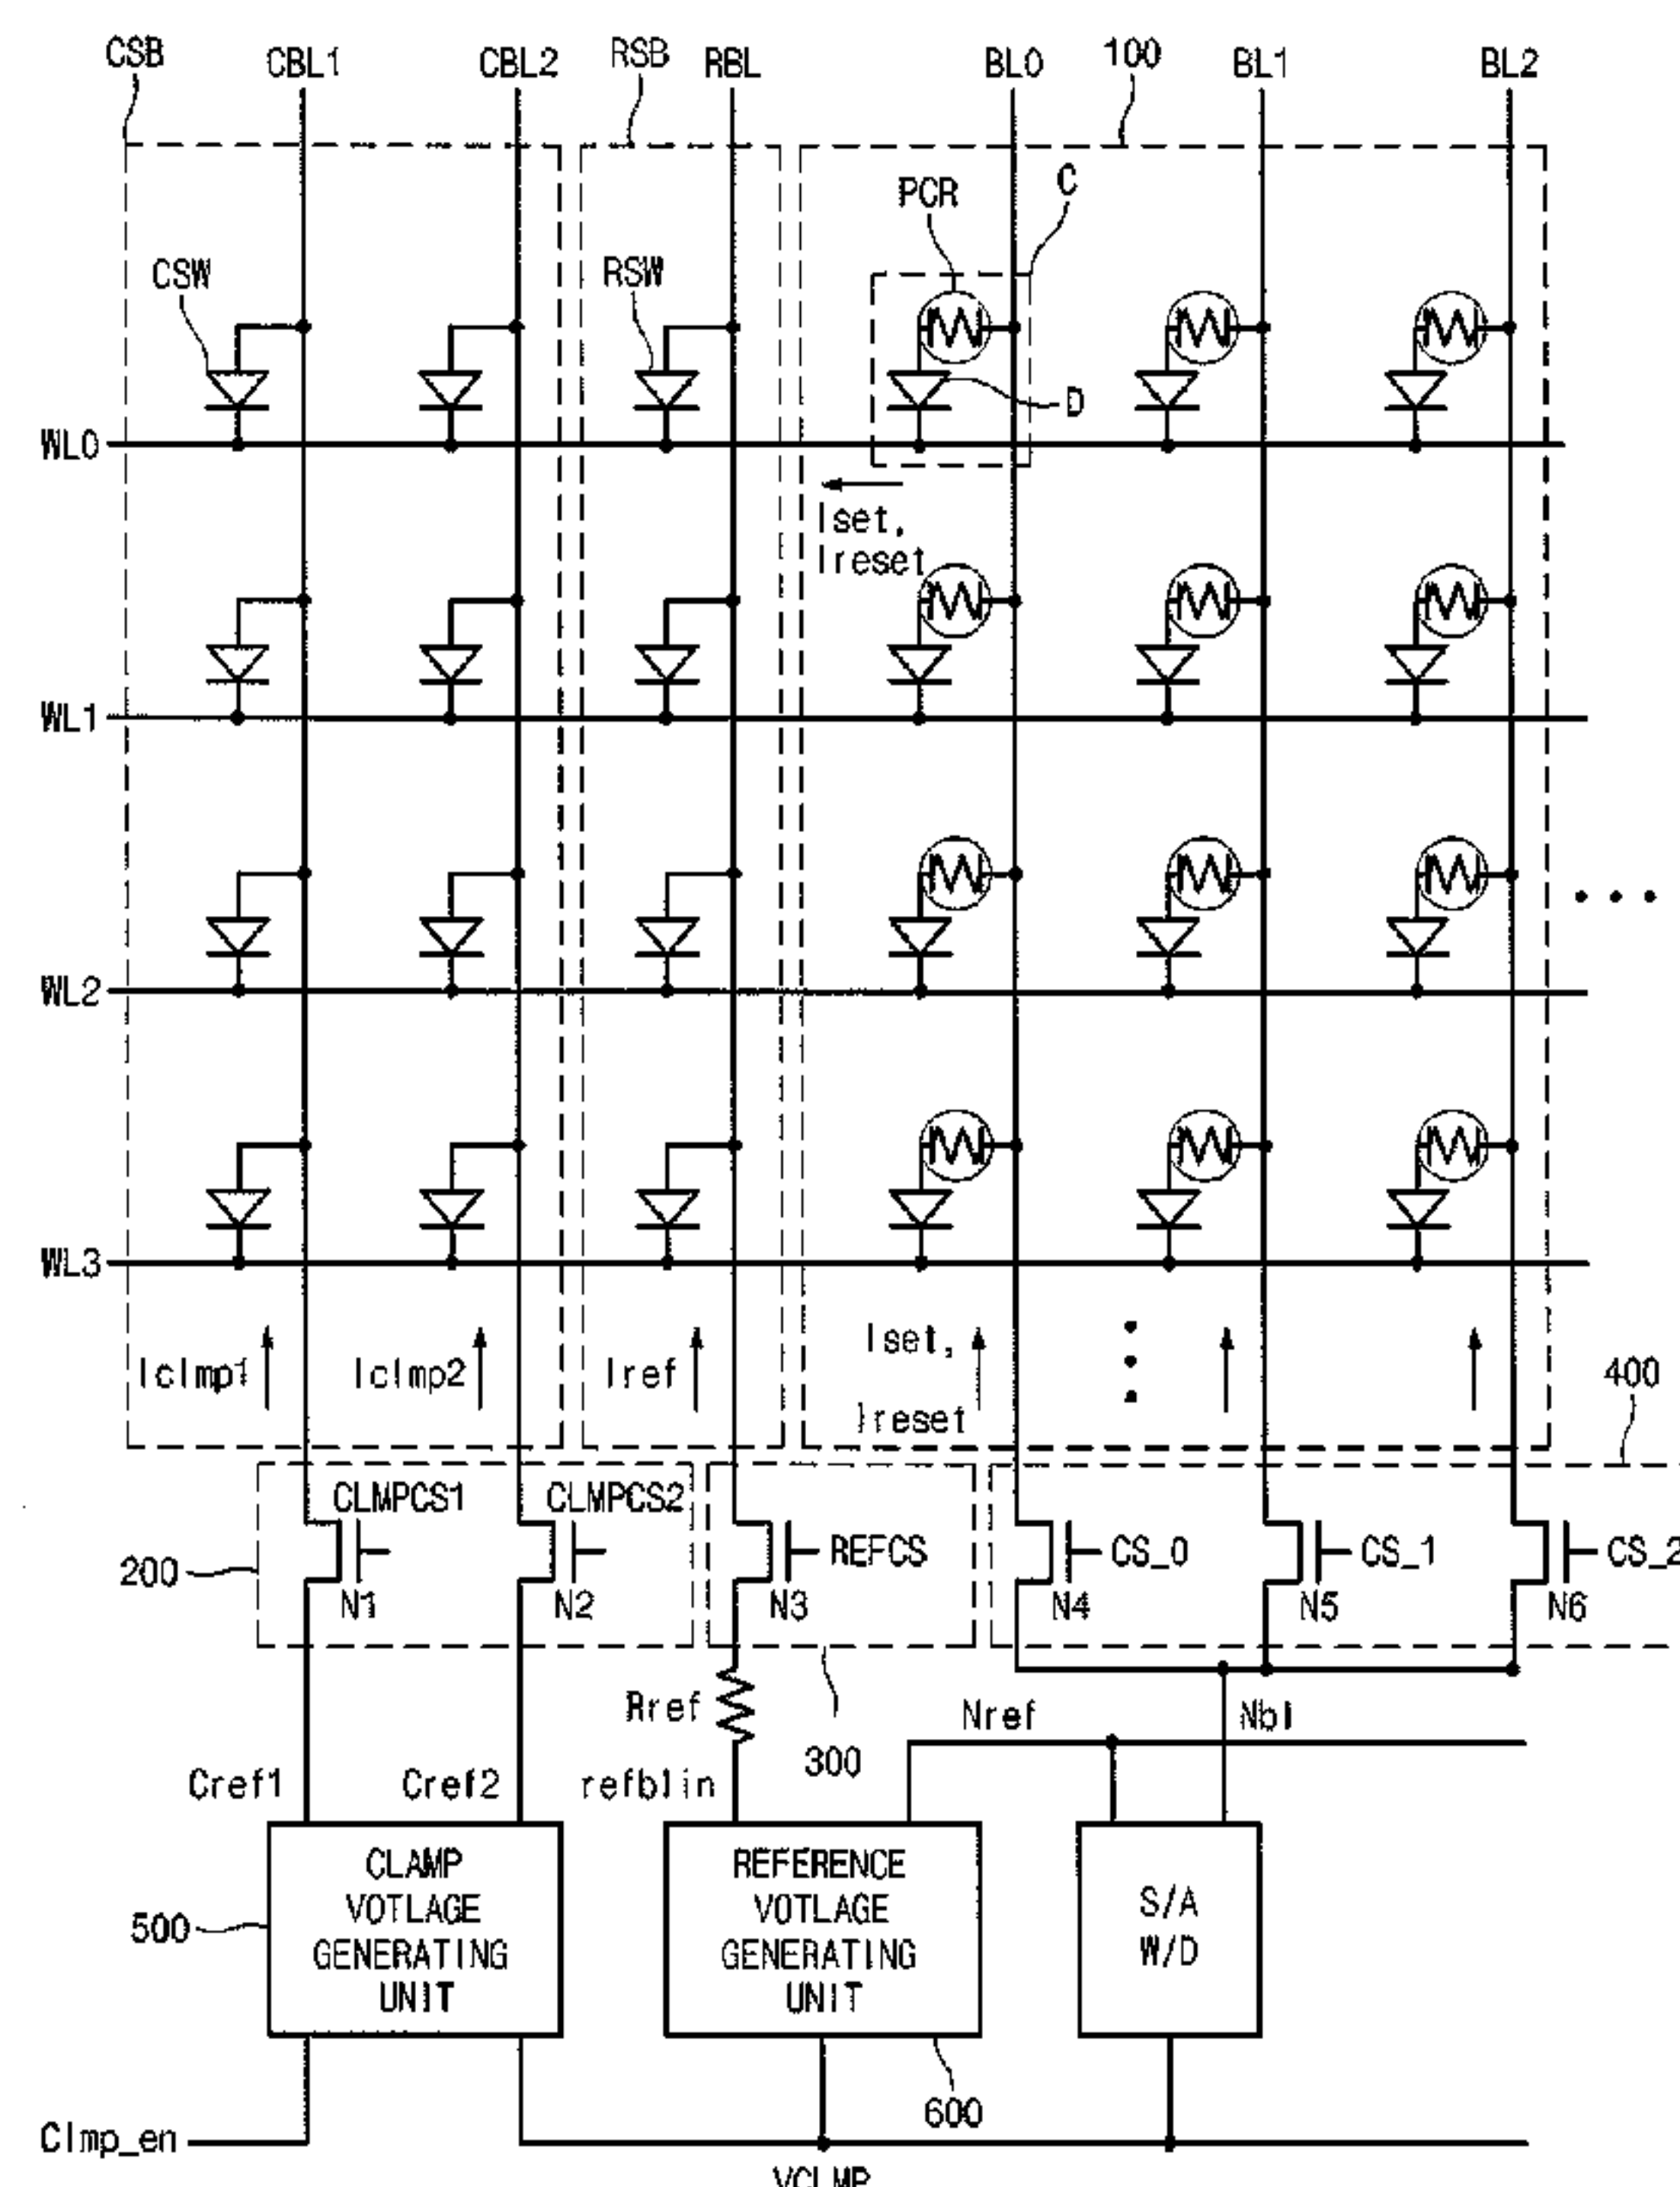 CSB CBL1 CBL2 RSB RBL BL0 100 BL1 BL2
PCR C
CSW RSW
D
WL0
Iset,
Ireset
WL1
WL2
WL3
Iclmp1 Iclmp2 Iref Iset,
Ireset
400
CLMPCS1 CLMPCS2
200 REFCS CS_0 CS_1 CS_2
N1 N2 N3 N4 N5 N6
Rref Nref Nbl
300
Cref1 Cref2 refblin
CLAMP
VOTLAGE
GENERATING
UNIT
500
REFERENCE
VOTLAGE
GENERATING
UNIT
S/A
W/D
600
Clmp_en
VCLMP